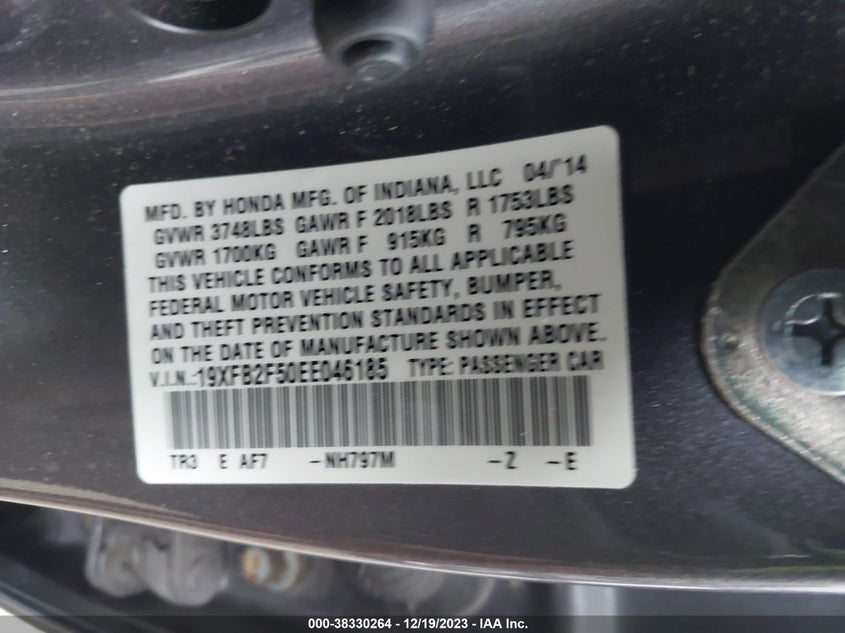 MFD. BY HONDA MFG. OF INDIANA, LLC 04/'14
GVWR 3748LBS GAWR F 2018LBS R 1753LBS
GVWR 1700KG GAWR F 915KG R 795KG
THIS VEHICLE CONFORMS TO ALL APPLICABLE
FEDERAL MOTOR VEHICLE SAFETY, BUMPER,
AND THEFT PREVENTION STANDARDS IN EFFECT
ON THE DATE OF MANUFACTURE SHOWN ABOVE.
V.I.N.:19XFB2F50EE046185 TYPE: PASSENGER CAR
TR3 E AF7 -NH797M -Z -E
000-38330264 - 12/19/2023 - IAA Inc.